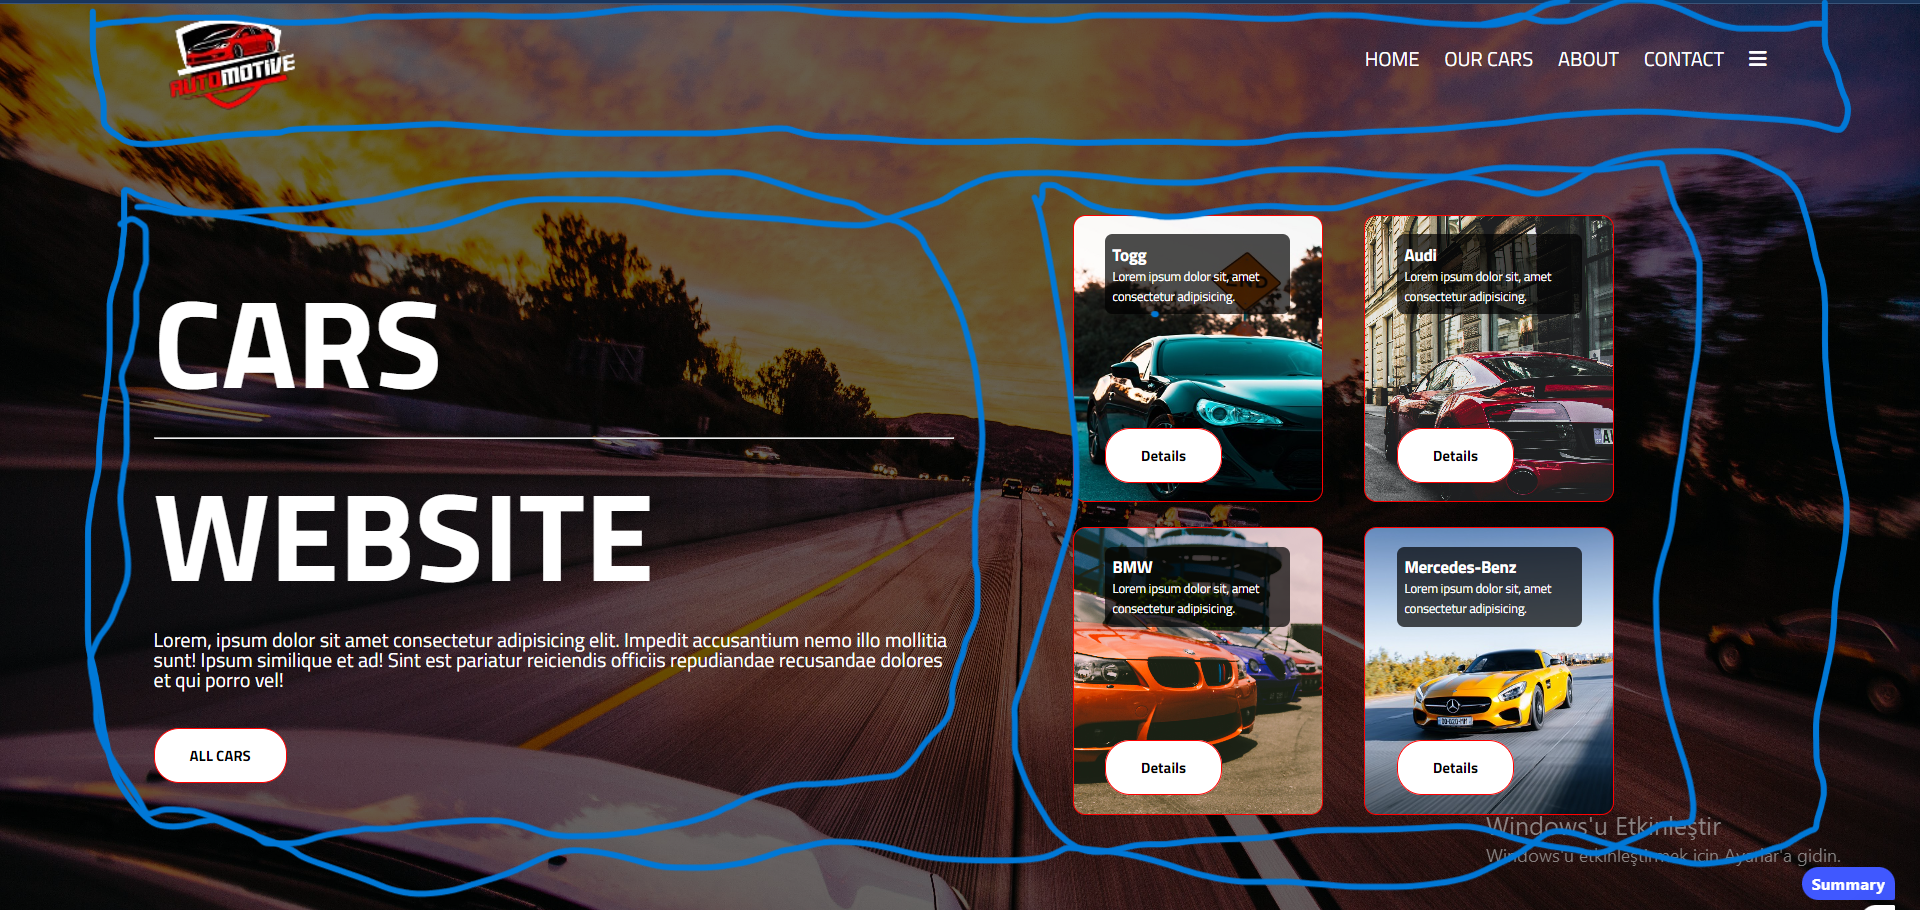 AUTOMOTIVE
HOME OUR CARS ABOUT CONTACT
CARS
WEBSITE
Lorem, ipsum dolor sit amet consectetur adipisicing elit. Impedit accusantium nemo illo mollitia
sunt! Ipsum similique et ad! Sint est pariatur reiciendis officiis repudiandae recusandae dolores
et qui porro vel!
ALL CARS
Togg
Lorem ipsum dolor sit, amet
consectetur adipisicing.
END
Details
Audi
Lorem ipsum dolor sit, amet
consectetur adipisicing.
Details
BMW
Lorem ipsum dolor sit, amet
consectetur adipisicing.
Details
Mercedes-Benz
Lorem ipsum dolor sit, amet
consectetur adipisicing.
Details
Windows'u Etkinleştir
Windows'u etkinleştirmek için Ayarlar'a gidin.
Summary